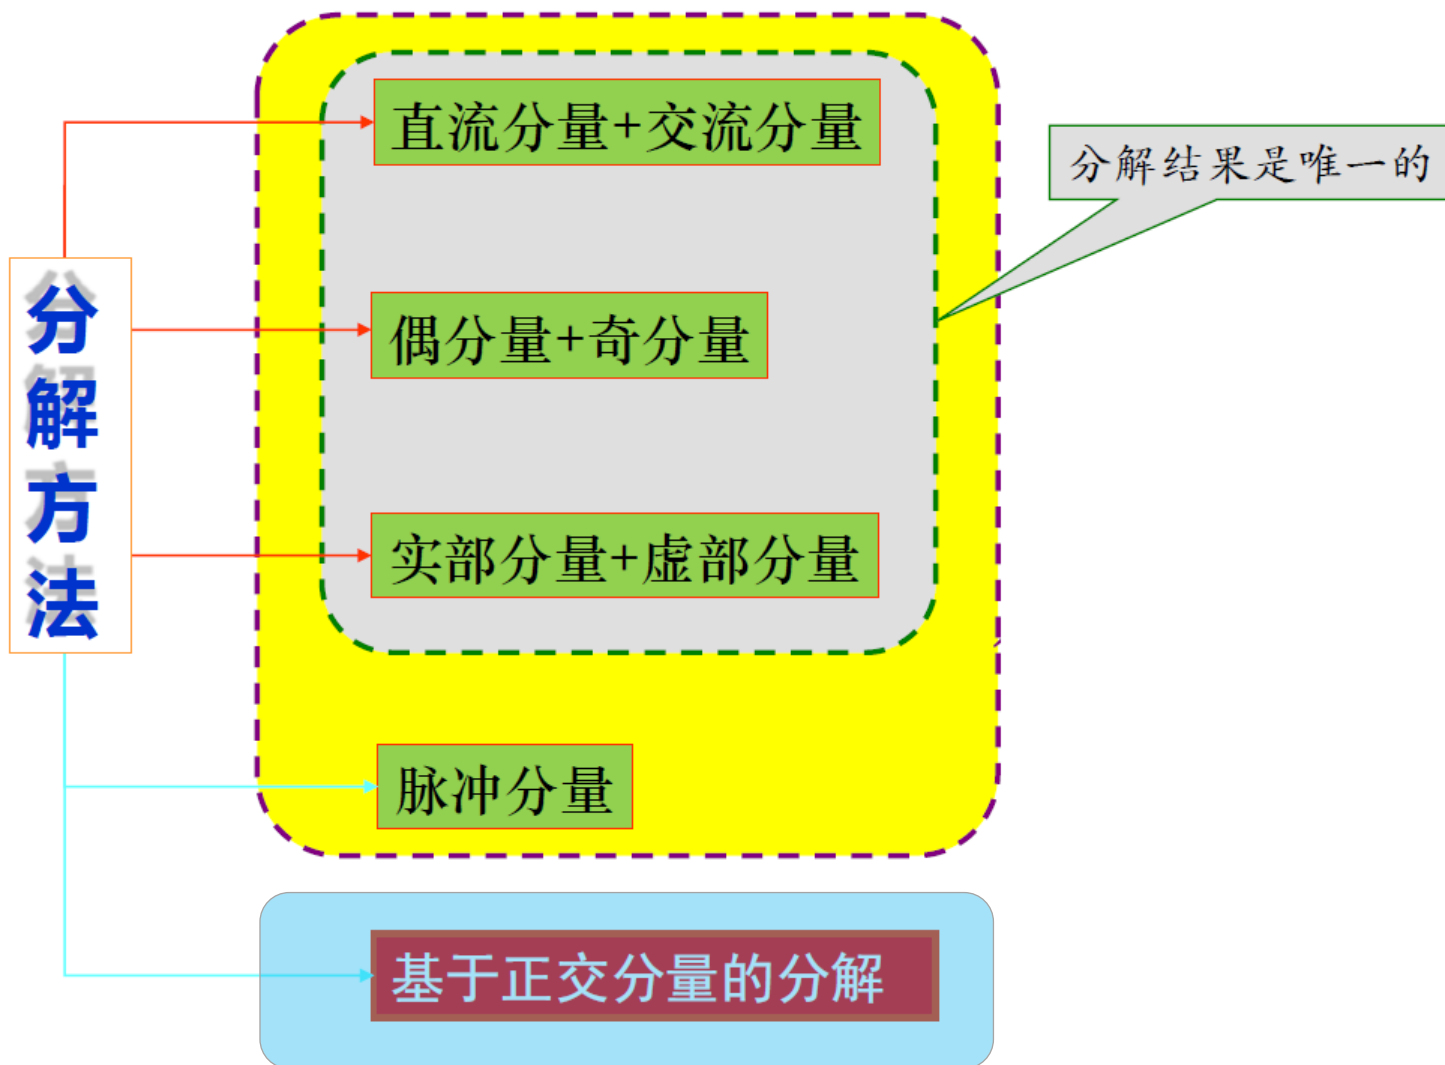 直流分量+交流分量
分解结果是唯一的
分解方法
偶分量+奇分量
实部分量+虚部分量
脉冲分量
基于正交分量的分解